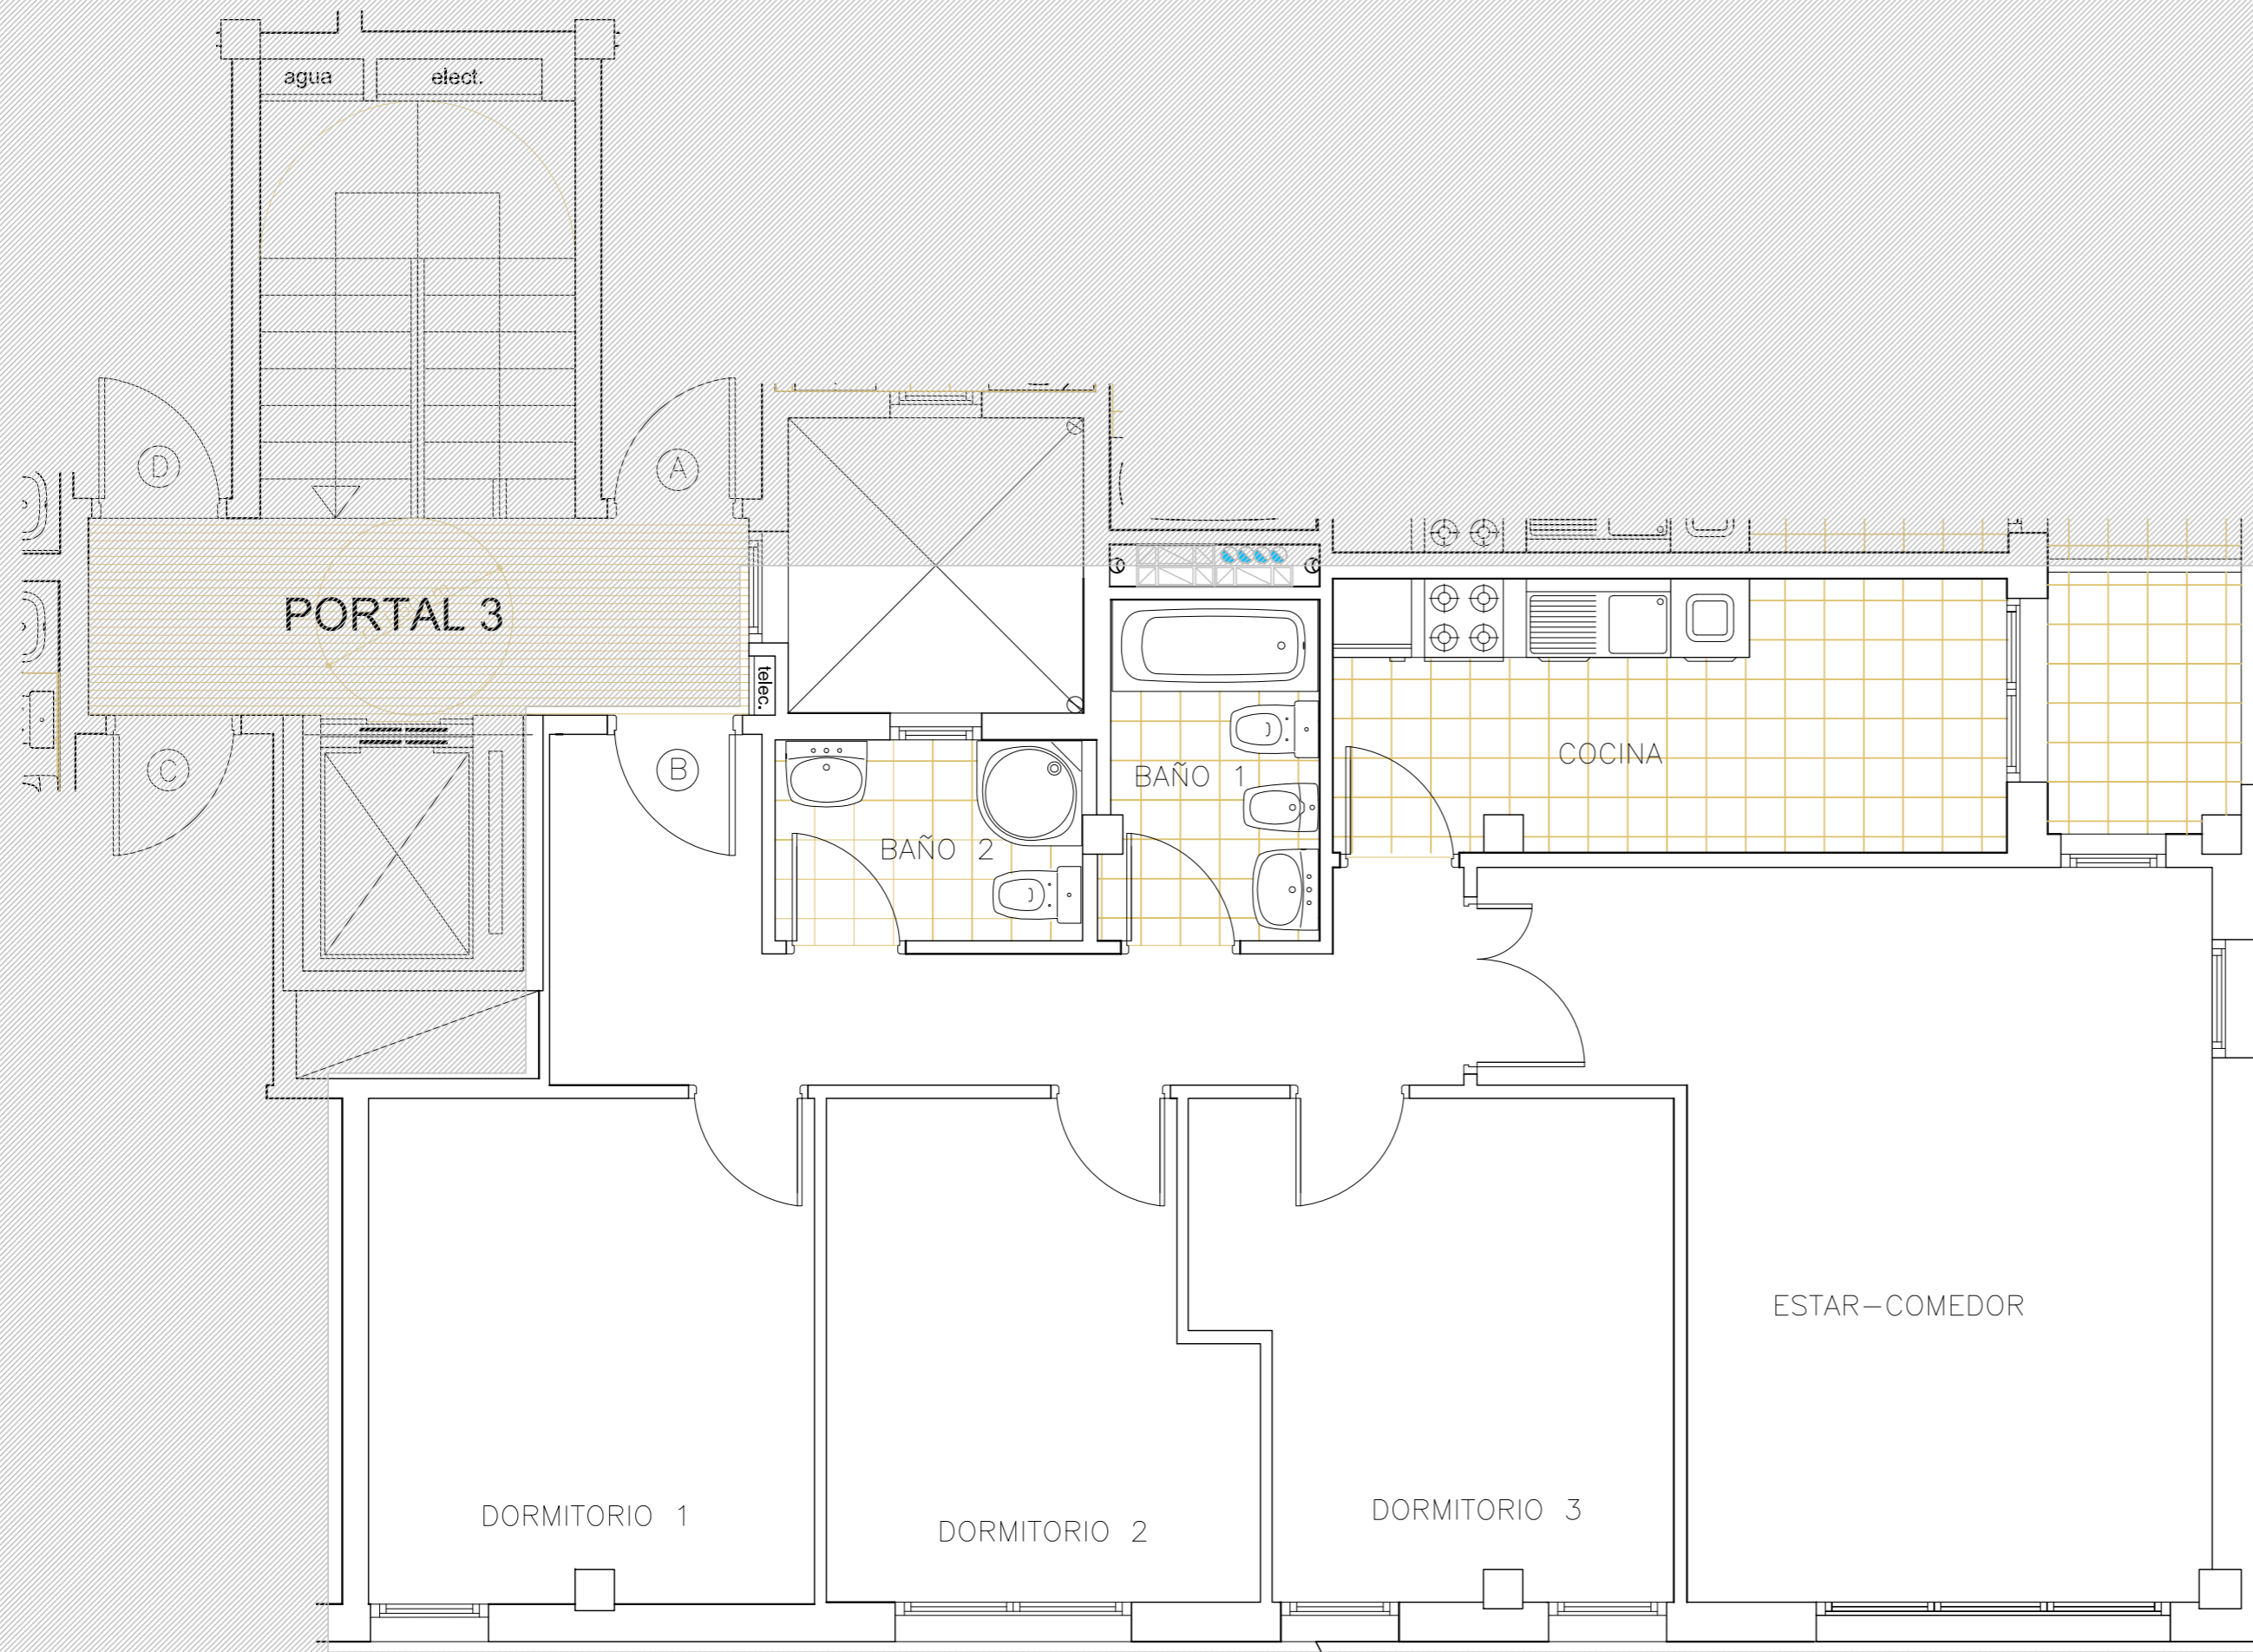 agua
elect.
D
A
PORTAL 3
telec.
C
B
BAÑO 1
COCINA
BAÑO 2
ESTAR-COMEDOR
DORMITORIO 1
DORMITORIO 2
DORMITORIO 3